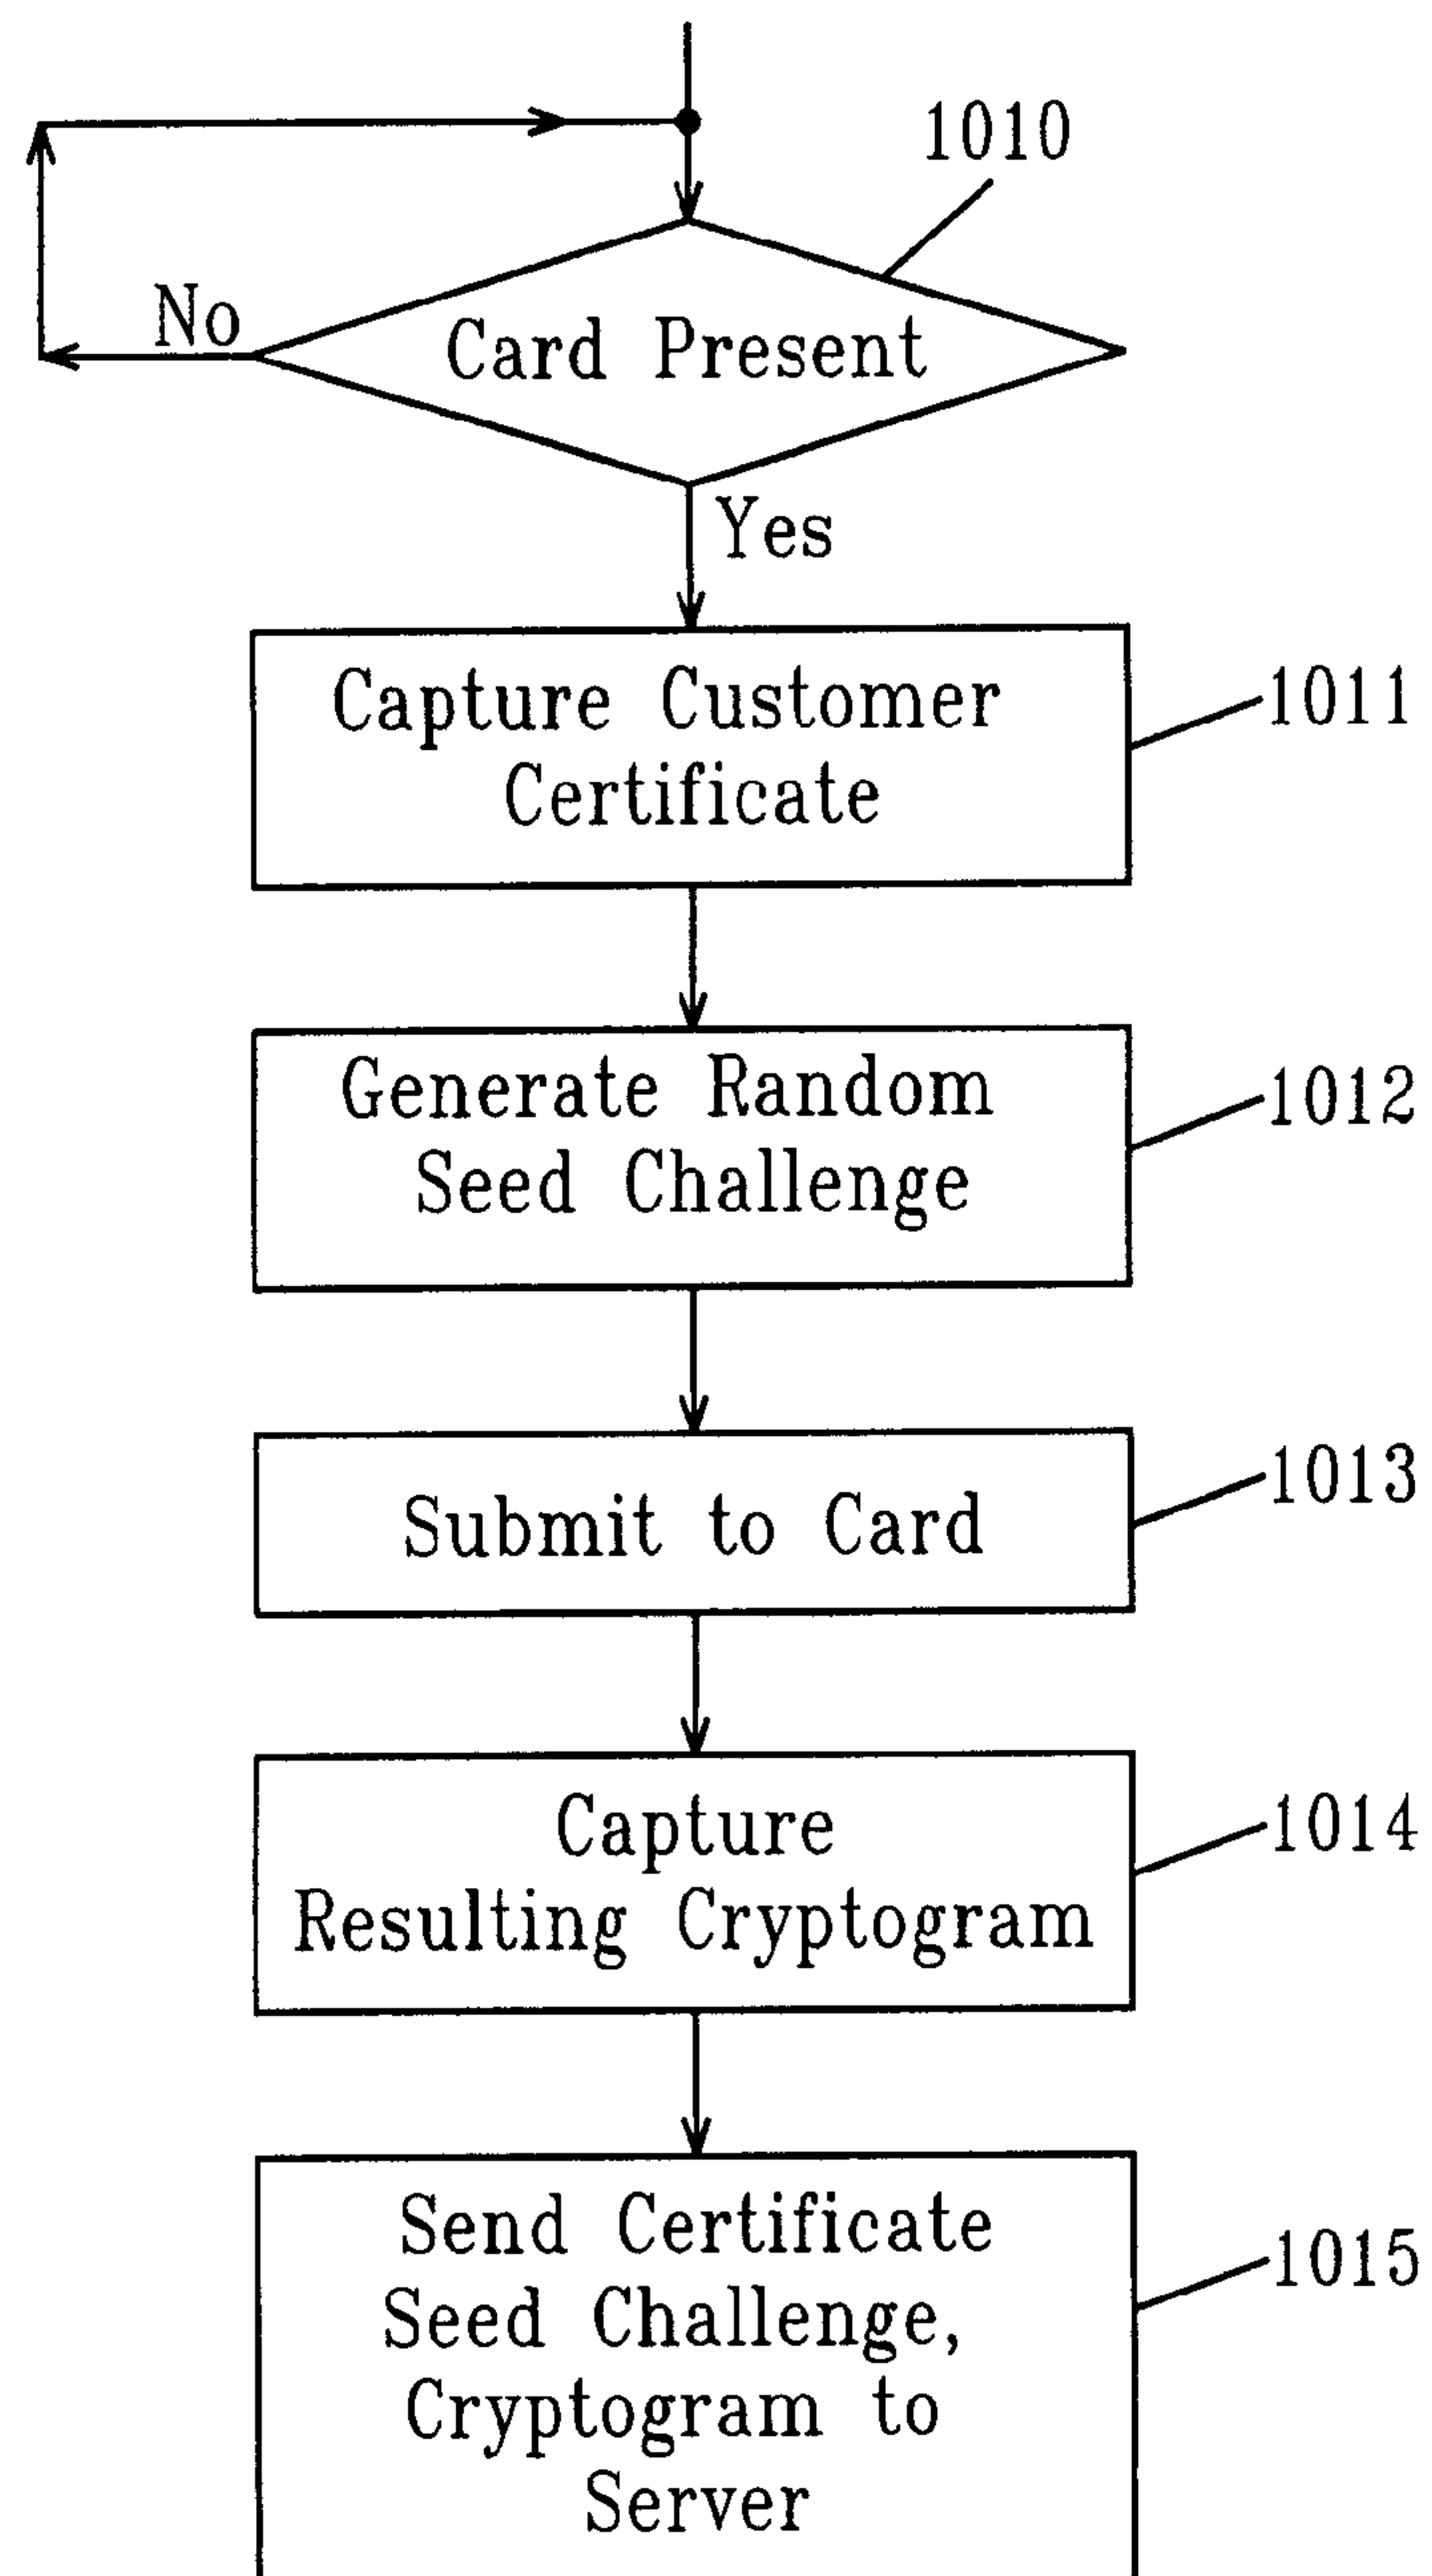 1010
No
Card Present
Yes
Capture Customer
Certificate
1011
Generate Random
Seed Challenge
1012
Submit to Card
1013
Capture
Resulting Cryptogram
1014
Send Certificate
Seed Challenge,
Cryptogram to
Server
1015